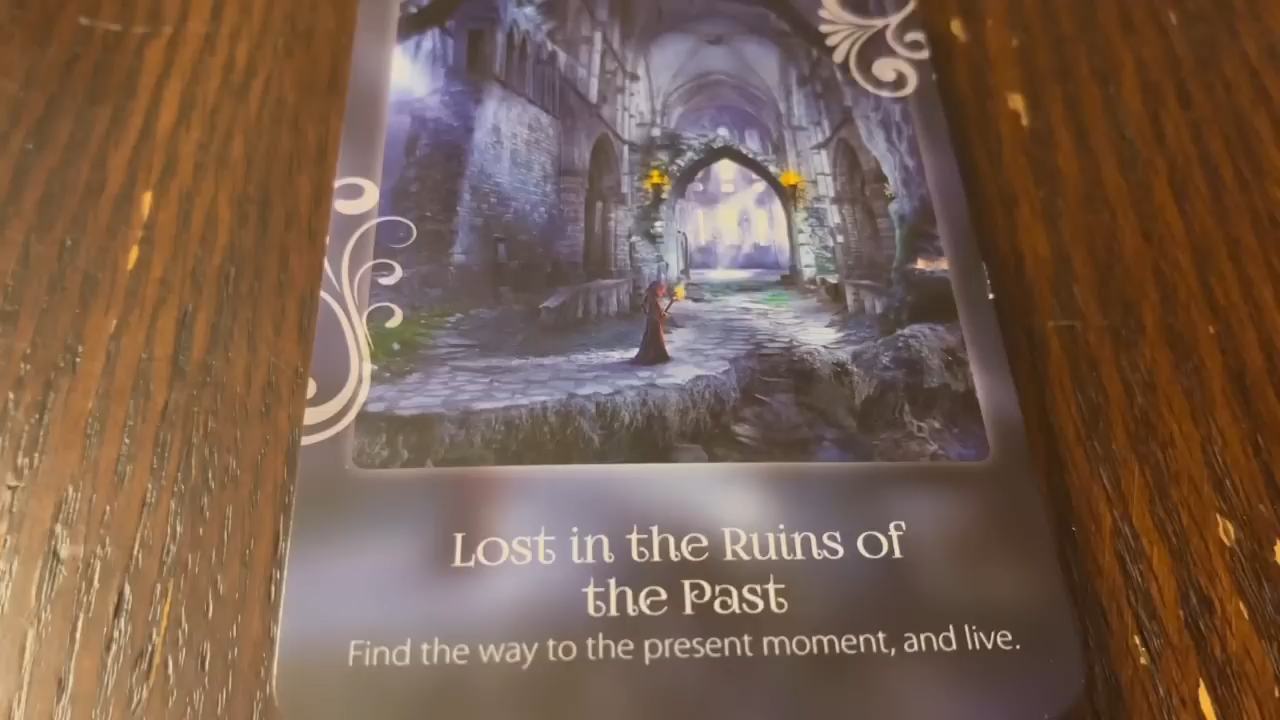 Lost in the Ruins of
the Past
Find the way to the present moment, and live.